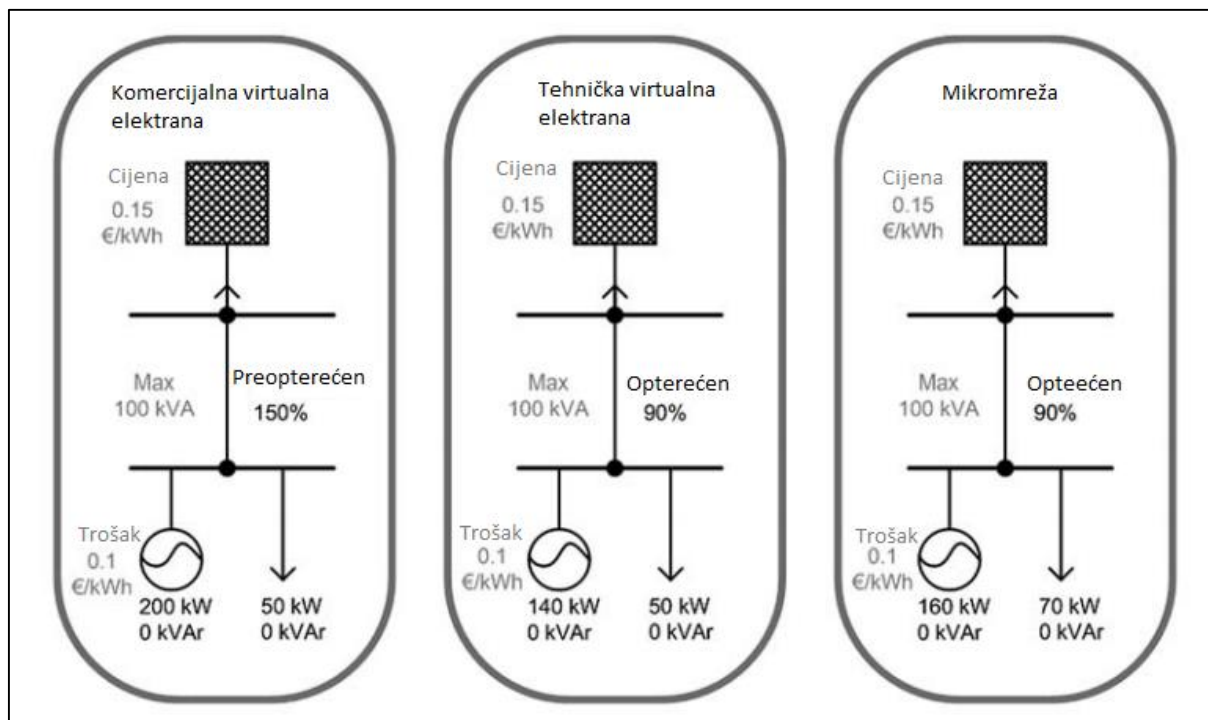 Komercijalna virtualna
elektrana
Cijena
0.15
€/kWh
Max
100 kVA
Preopterećen
150%
Trošak
0.1
€/kWh
200 kW
0 kVAr
50 kW
0 kVAr
Tehnička virtualna
elektrana
Cijena
0.15
€/kWh
Max
100 kVA
Opterećen
90%
Trošak
0.1
€/kWh
140 kW
0 kVAr
50 kW
0 kVAr
Mikromreža
Cijena
0.15
€/kWh
Max
100 kVA
Opteećen
90%
Trošak
0.1
€/kWh
160 kW
0 kVAr
70 kW
0 kVAr